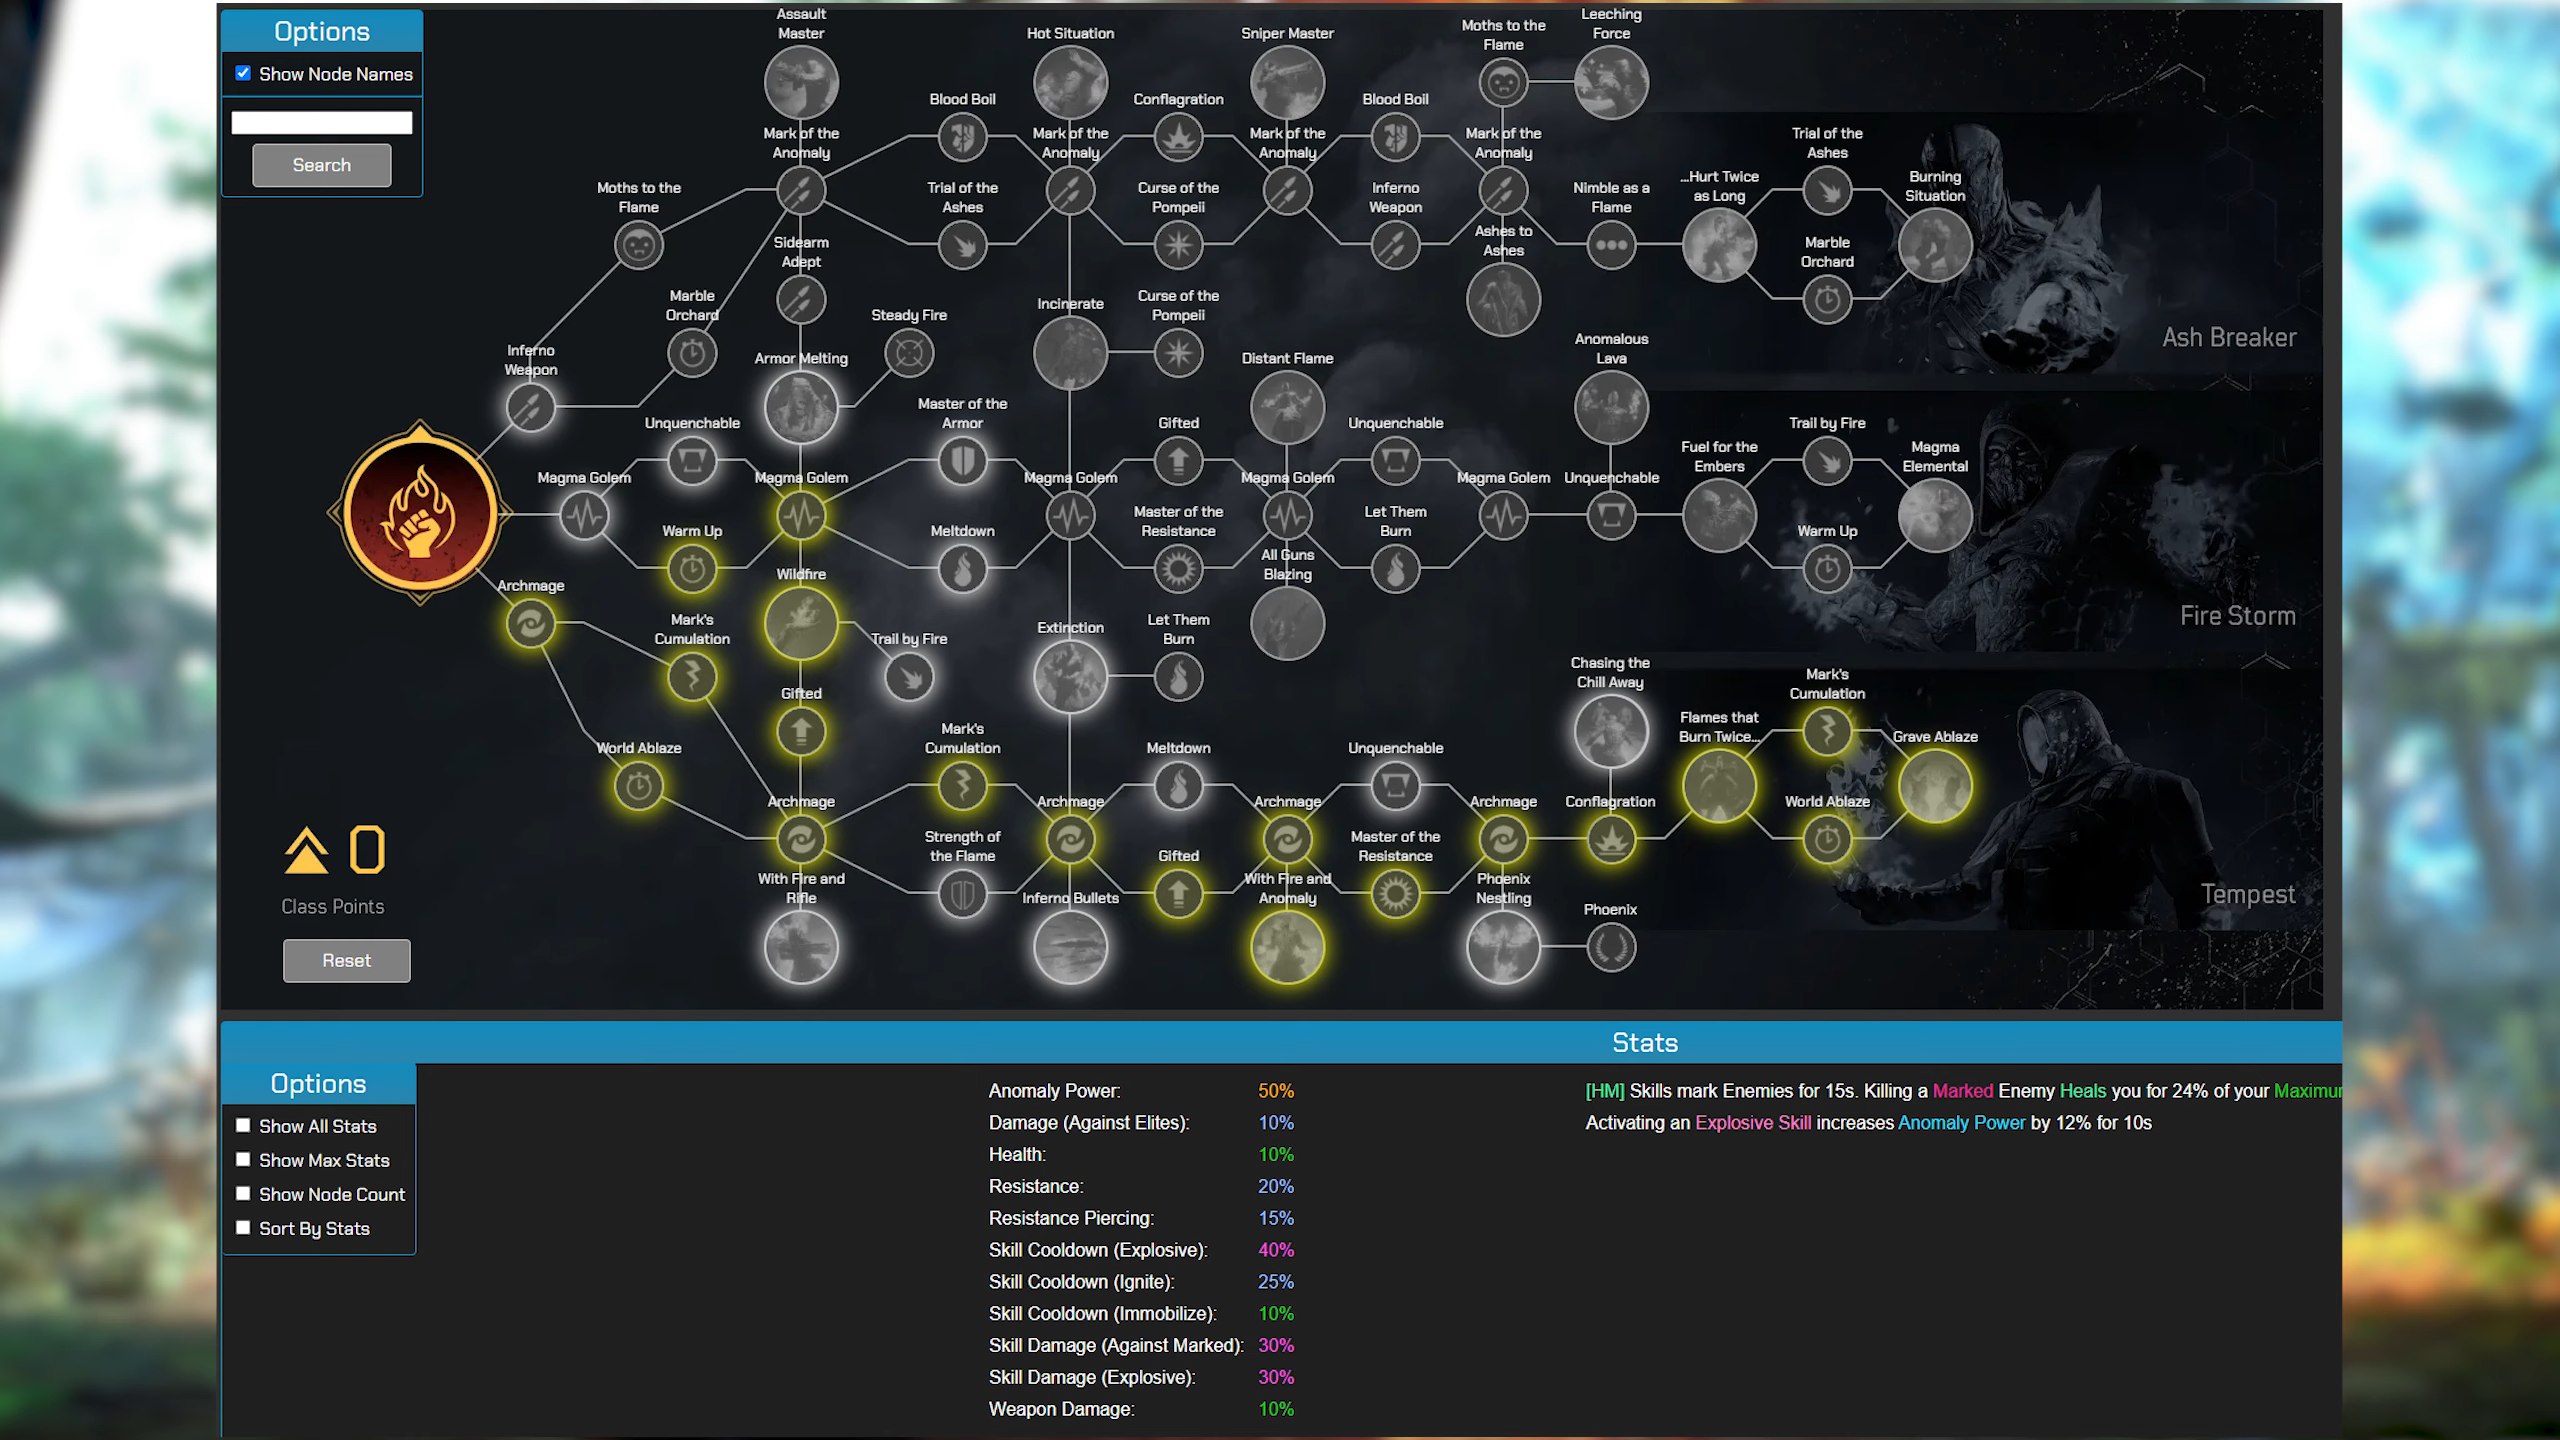 Options
Show Node Names
Search
Assault
Master
Hot Situation
Sniper Master
Moths to the
Flame
Leeching
Force
Blood Boil
Conflagration
Blood Boil
Mark of the
Anomaly
Mark of the
Anomaly
Mark of the
Anomaly
Mark of the
Anomaly
Trial of the
Ashes
Moths to the
Flame
Trial of the
Ashes
Curse of the
Pompeii
Inferno
Weapon
Nimble as a
Flame
...Hurt Twice
as Long
Burning
Situation
Sidearm
Adept
Ashes to
Ashes
Marble
Orchard
Marble
Orchard
Steady Fire
Incinerate
Curse of the
Pompeii
Ash Breaker
Inferno
Weapon
Armor Melting
Distant Flame
Anomalous
Lava
Unquenchable
Master of the
Armor
Gifted
Unquenchable
Trail by Fire
Fuel for the
Embers
Magma
Elemental
Magma Golem
Magma Golem
Magma Golem
Magma Golem
Magma Golem
Unquenchable
Warm Up
Meltdown
Master of the
Resistance
Let Them
Burn
Warm Up
Archmage
Wildfire
All Guns
Blazing
Fire Storm
Mark's
Cumulation
Trail by Fire
Extinction
Let Them
Burn
Chasing the
Chill Away
Mark's
Cumulation
Gifted
Flames that
Burn Twice...
Grave Ablaze
World Ablaze
Mark's
Cumulation
Meltdown
Unquenchable
Archmage
Archmage
Archmage
Archmage
Conflagration
World Ablaze
Strength of
the Flame
Gifted
Master of the
Resistance
With Fire and
Rifle
Inferno Bullets
With Fire and
Anomaly
Phoenix
Nestling
Phoenix
Tempest
0
Class Points
Reset
Stats
Options
Show All Stats
Show Max Stats
Show Node Count
Sort By Stats
Anomaly Power: 50%
Damage (Against Elites): 10%
Health: 10%
Resistance: 20%
Resistance Piercing: 15%
Skill Cooldown (Explosive): 40%
Skill Cooldown (Ignite): 25%
Skill Cooldown (Immobilize): 10%
Skill Damage (Against Marked): 30%
Skill Damage (Explosive): 30%
Weapon Damage: 10%
[HM] Skills mark Enemies for 15s. Killing a Marked Enemy Heals you for 24% of your
Activating an Explosive Skill increases Anomaly Power by 12% for 10s